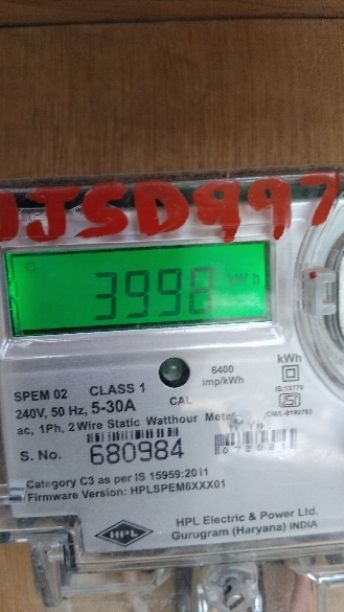 JSD997
3998 kWh
6400
imp/kWh
kWh
SPEM 02 CLASS 1
CAL
240V, 50 Hz, 5-30A
IS:13779
ac, 1Ph, 2 Wire Static Watthour Meter
S. No. 680984
Category C3 as per IS 15959:2011
Firmware Version: HPLSPEM6XXX01
HPL
HPL Electric & Power Ltd.
Gurugram (Haryana) INDIA